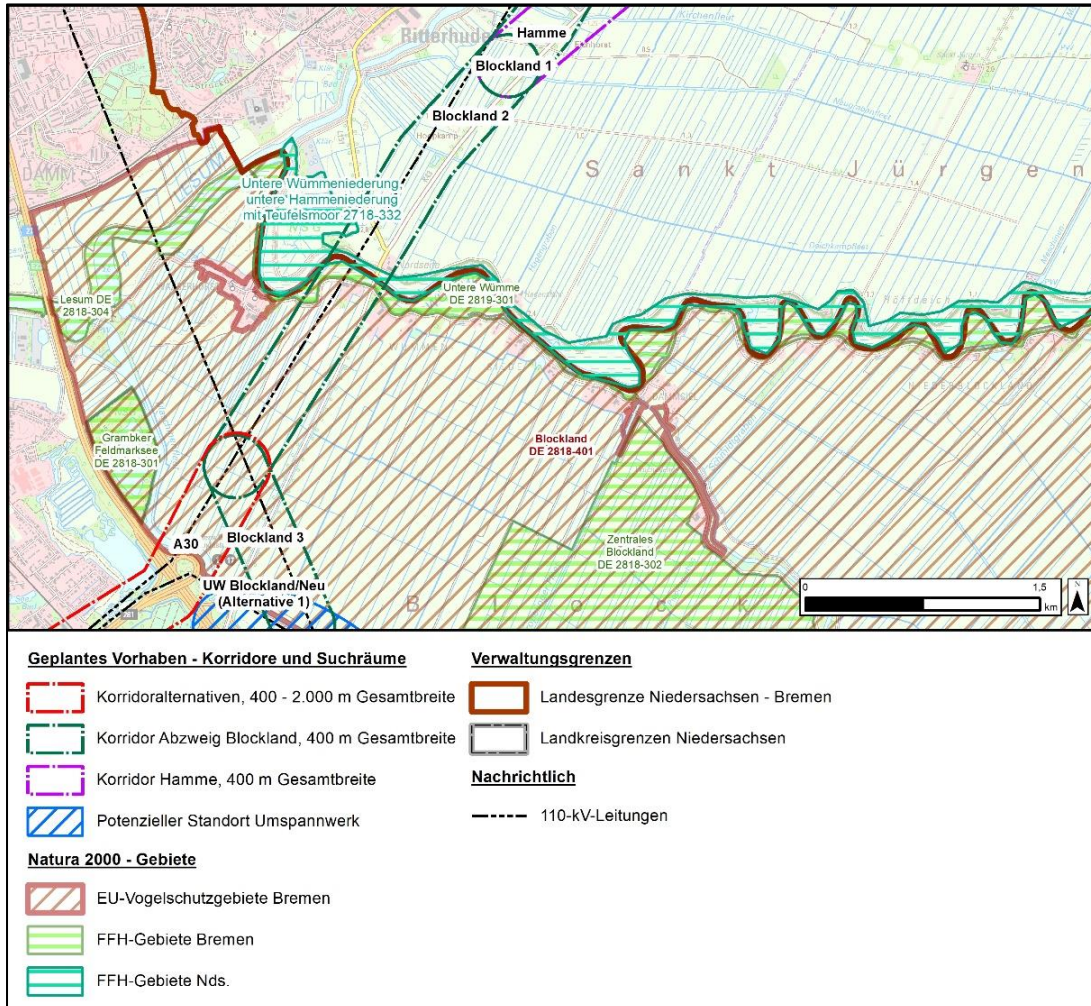 Hamme
Ritterhude
Blockland 1
Blockland 2
Sankt Jürgen
DAMM
LESUM
Untere Wümmeniederung,
untere Hammeniederung
mit Teufelsmoor 2718-332
NSG
Lesum DE
2818-304
Untere Wümme
DE 2819-301
Grambker
Feldmarksee
DE 2818-301
Blockland
DE 2818-401
Zentrales
Blockland
DE 2818-302
A30
Blockland 3
UW Blockland/Neu
(Alternative 1)
B l o c k
0 1,5
km
N
Geplantes Vorhaben - Korridore und Suchräume
Korridoralternativen, 400 - 2.000 m Gesamtbreite
Korridor Abzweig Blockland, 400 m Gesamtbreite
Korridor Hamme, 400 m Gesamtbreite
Potenzieller Standort Umspannwerk
Natura 2000 - Gebiete
EU-Vogelschutzgebiete Bremen
FFH-Gebiete Bremen
FFH-Gebiete Nds.
Verwaltungsgrenzen
Landesgrenze Niedersachsen - Bremen
Landkreisgrenzen Niedersachsen
Nachrichtlich
110-kV-Leitungen